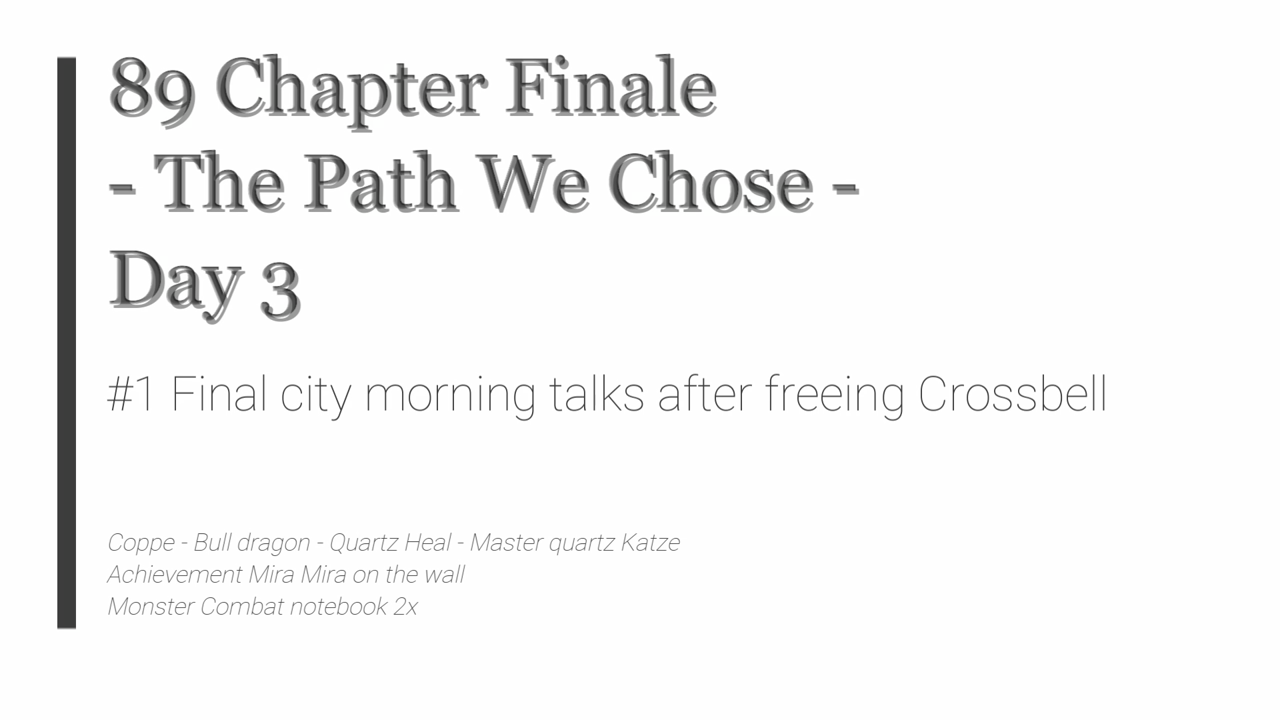 89 Chapter Finale
- The Path We Chose -
Day 3
#1 Final city morning talks after freeing Crossbell
Coppe - Bull dragon - Quartz Heal - Master quartz Katze
Achievement Mira Mira on the wall
Monster Combat notebook 2x